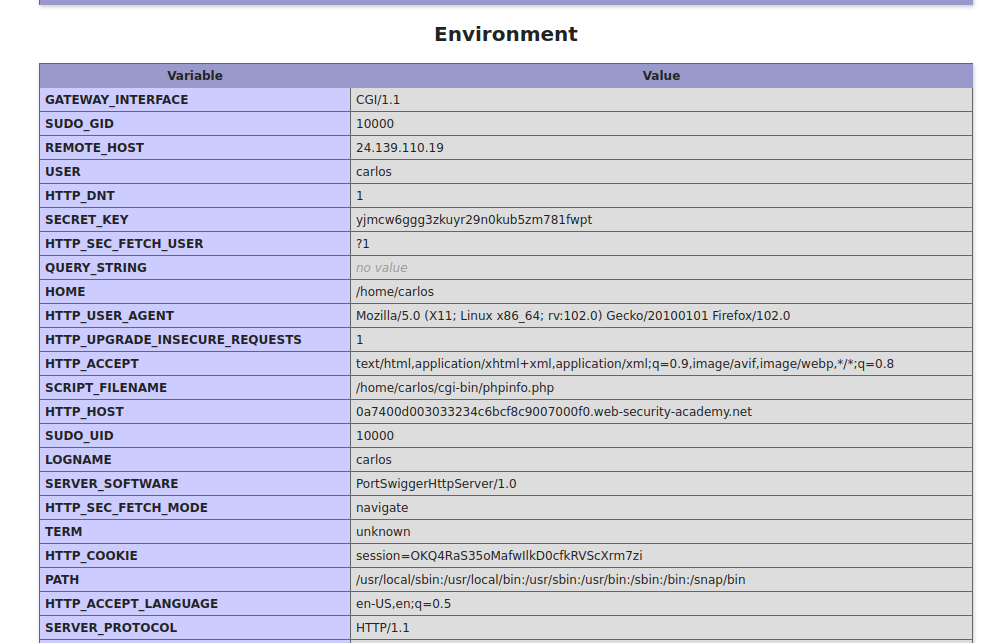 Environment
Variable Value
GATEWAY_INTERFACE CGI/1.1
SUDO_GID 10000
REMOTE_HOST 24.139.110.19
USER carlos
HTTP_DNT 1
SECRET_KEY yjmcw6ggg3zkuyr29n0kub5zm781fwpt
HTTP_SEC_FETCH_USER ?1
QUERY_STRING no value
HOME /home/carlos
HTTP_USER_AGENT Mozilla/5.0 (X11; Linux x86_64; rv:102.0) Gecko/20100101 Firefox/102.0
HTTP_UPGRADE_INSECURE_REQUESTS 1
HTTP_ACCEPT text/html,application/xhtml+xml,application/xml;q=0.9,image/avif,image/webp,*/*;q=0.8
SCRIPT_FILENAME /home/carlos/cgi-bin/phpinfo.php
HTTP_HOST 0a7400d003033234c6bcf8c9007000f0.web-security-academy.net
SUDO_UID 10000
LOGNAME carlos
SERVER_SOFTWARE PortSwiggerHttpServer/1.0
HTTP_SEC_FETCH_MODE navigate
TERM unknown
HTTP_COOKIE session=OKQ4RaS35oMafwIlkD0cfkRVScXrm7zi
PATH /usr/local/sbin:/usr/local/bin:/usr/sbin:/usr/bin:/sbin:/bin:/snap/bin
HTTP_ACCEPT_LANGUAGE en-US,en;q=0.5
SERVER_PROTOCOL HTTP/1.1